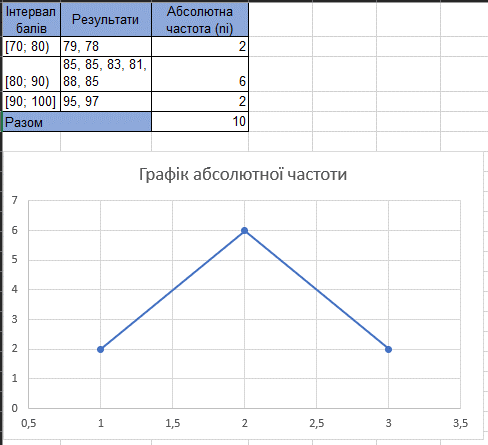 Інтервал балів Результати Абсолютна частота (ni)
[70; 80) 79, 78 2
[80; 90) 85, 85, 83, 81, 88, 85 6
[90; 100] 95, 97 2
Разом 10
Графік абсолютної частоти
7
6
5
4
3
2
1
0
0,5 1 1,5 2 2,5 3 3,5